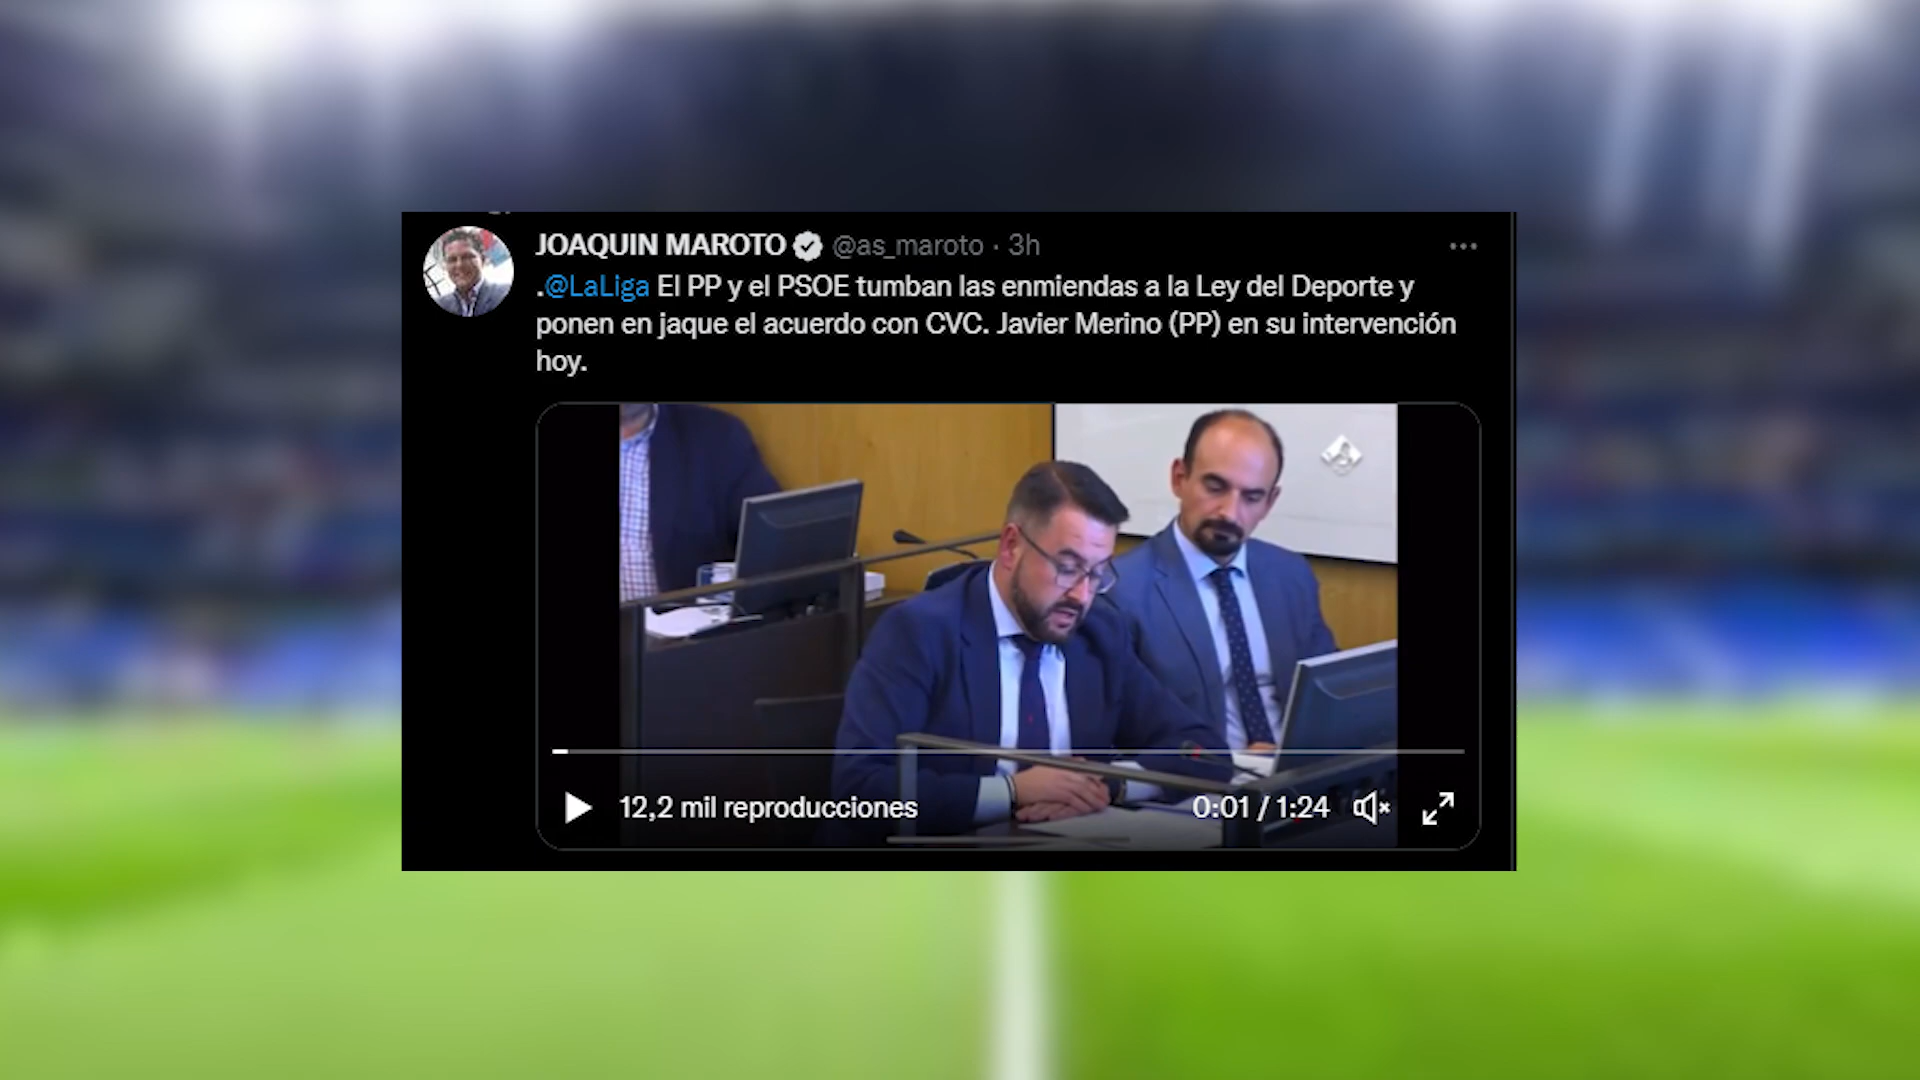 JOAQUIN MAROTO @as_maroto · 3h
.@LaLiga El PP y el PSOE tumban las enmiendas a la Ley del Deporte y
ponen en jaque el acuerdo con CVC. Javier Merino (PP) en su intervención
hoy.
12,2 mil reproducciones
0:01 / 1:24